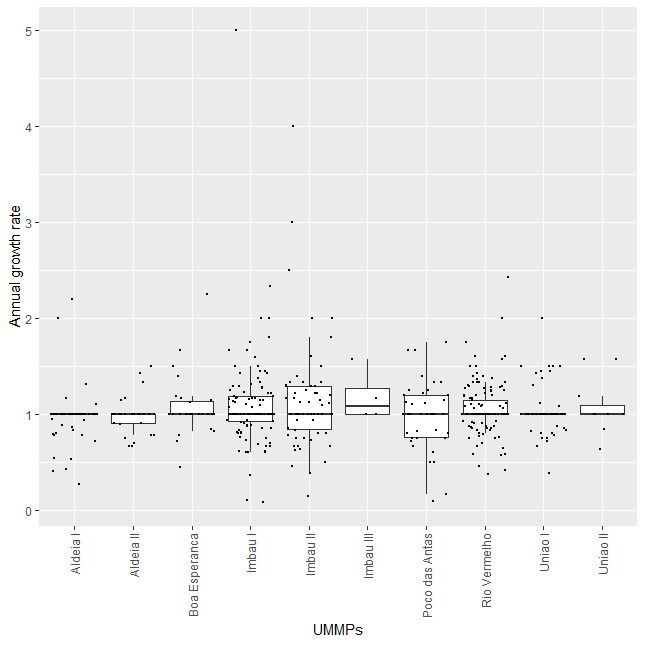 Annual growth rate
5
4
3
2
1
0
Aldeia I
Aldeia II
Boa Esperanca
Imbau I
Imbau II
Imbau III
Poco das Antas
Rio Vermelho
Uniao I
Uniao II
UMMPs